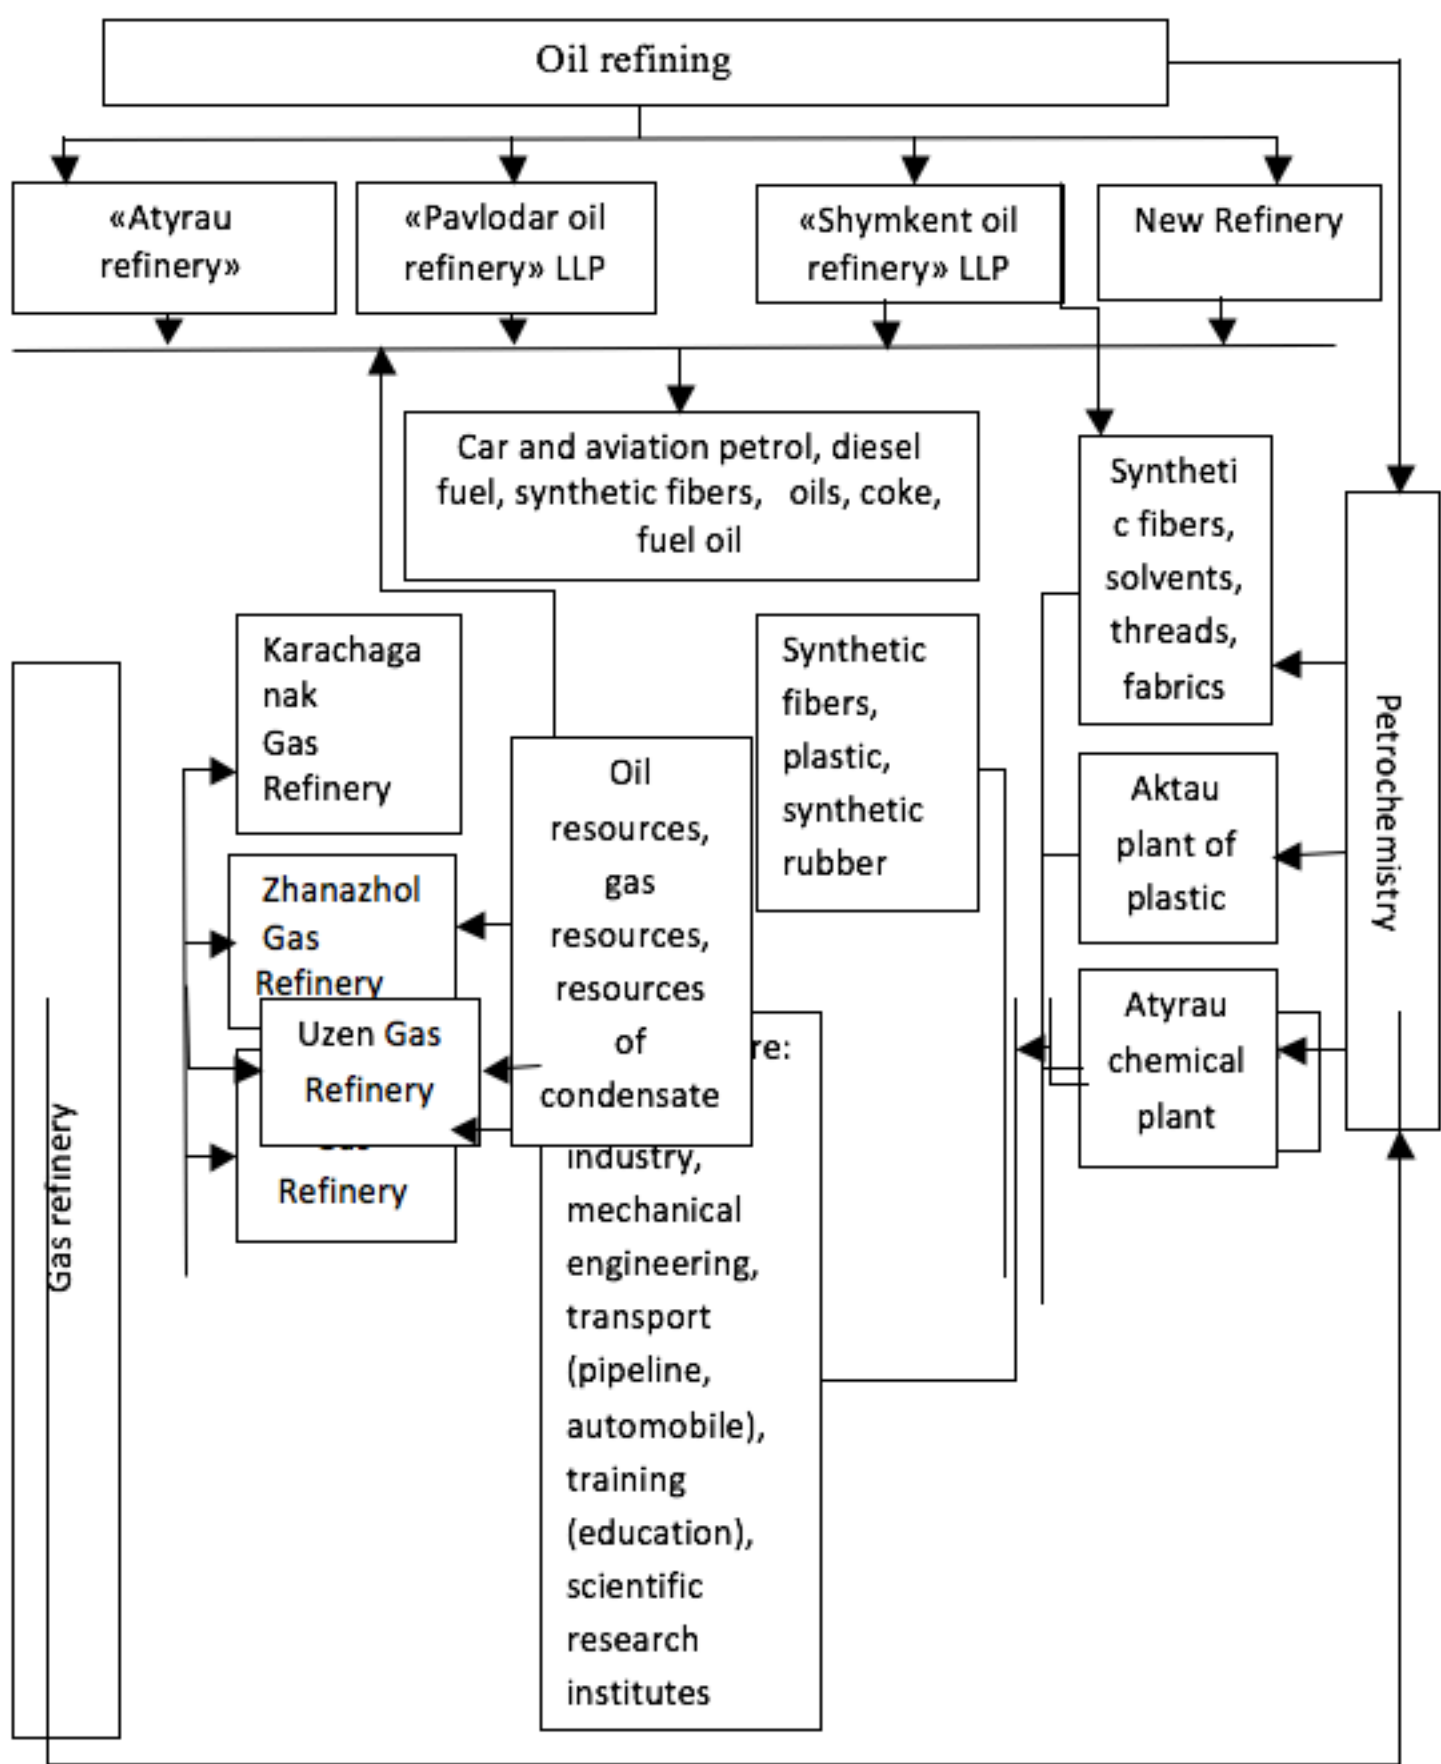 Oil refining
«Atyrau
refinery»
«Pavlodar oil
refinery» LLP
«Shymkent oil
refinery» LLP
New Refinery
Car and aviation petrol, diesel
fuel, synthetic fibers, oils, coke,
fuel oil
Syntheti
c fibers,
solvents,
threads,
fabrics
Karachaga
nak
Gas
Refinery
Synthetic
fibers,
plastic,
synthetic
rubber
Oil
resources,
gas
resources,
resources
of
condensate
Aktau
plant of
plastic
Petrochemistry
Zhanazhol
Gas
Refinery
Uzen Gas
Refinery
Refinery
Atyrau
chemical
plant
Gas refinery
re:
industry,
mechanical
engineering,
transport
(pipeline,
automobile),
training
(education),
scientific
research
institutes